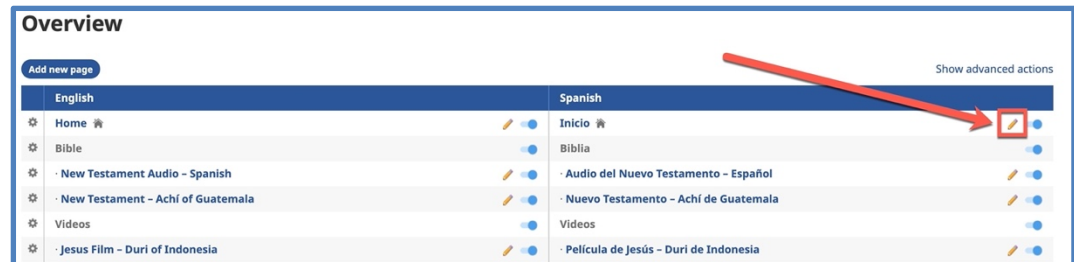 Overview
Add new page
Show advanced actions
English Spanish
Home Inicio
Bible Biblia
· New Testament Audio – Spanish · Audio del Nuevo Testamento – Español
· New Testament – Achí of Guatemala · Nuevo Testamento – Achí de Guatemala
Videos Videos
· Jesus Film – Duri of Indonesia · Película de Jesús – Duri de Indonesia